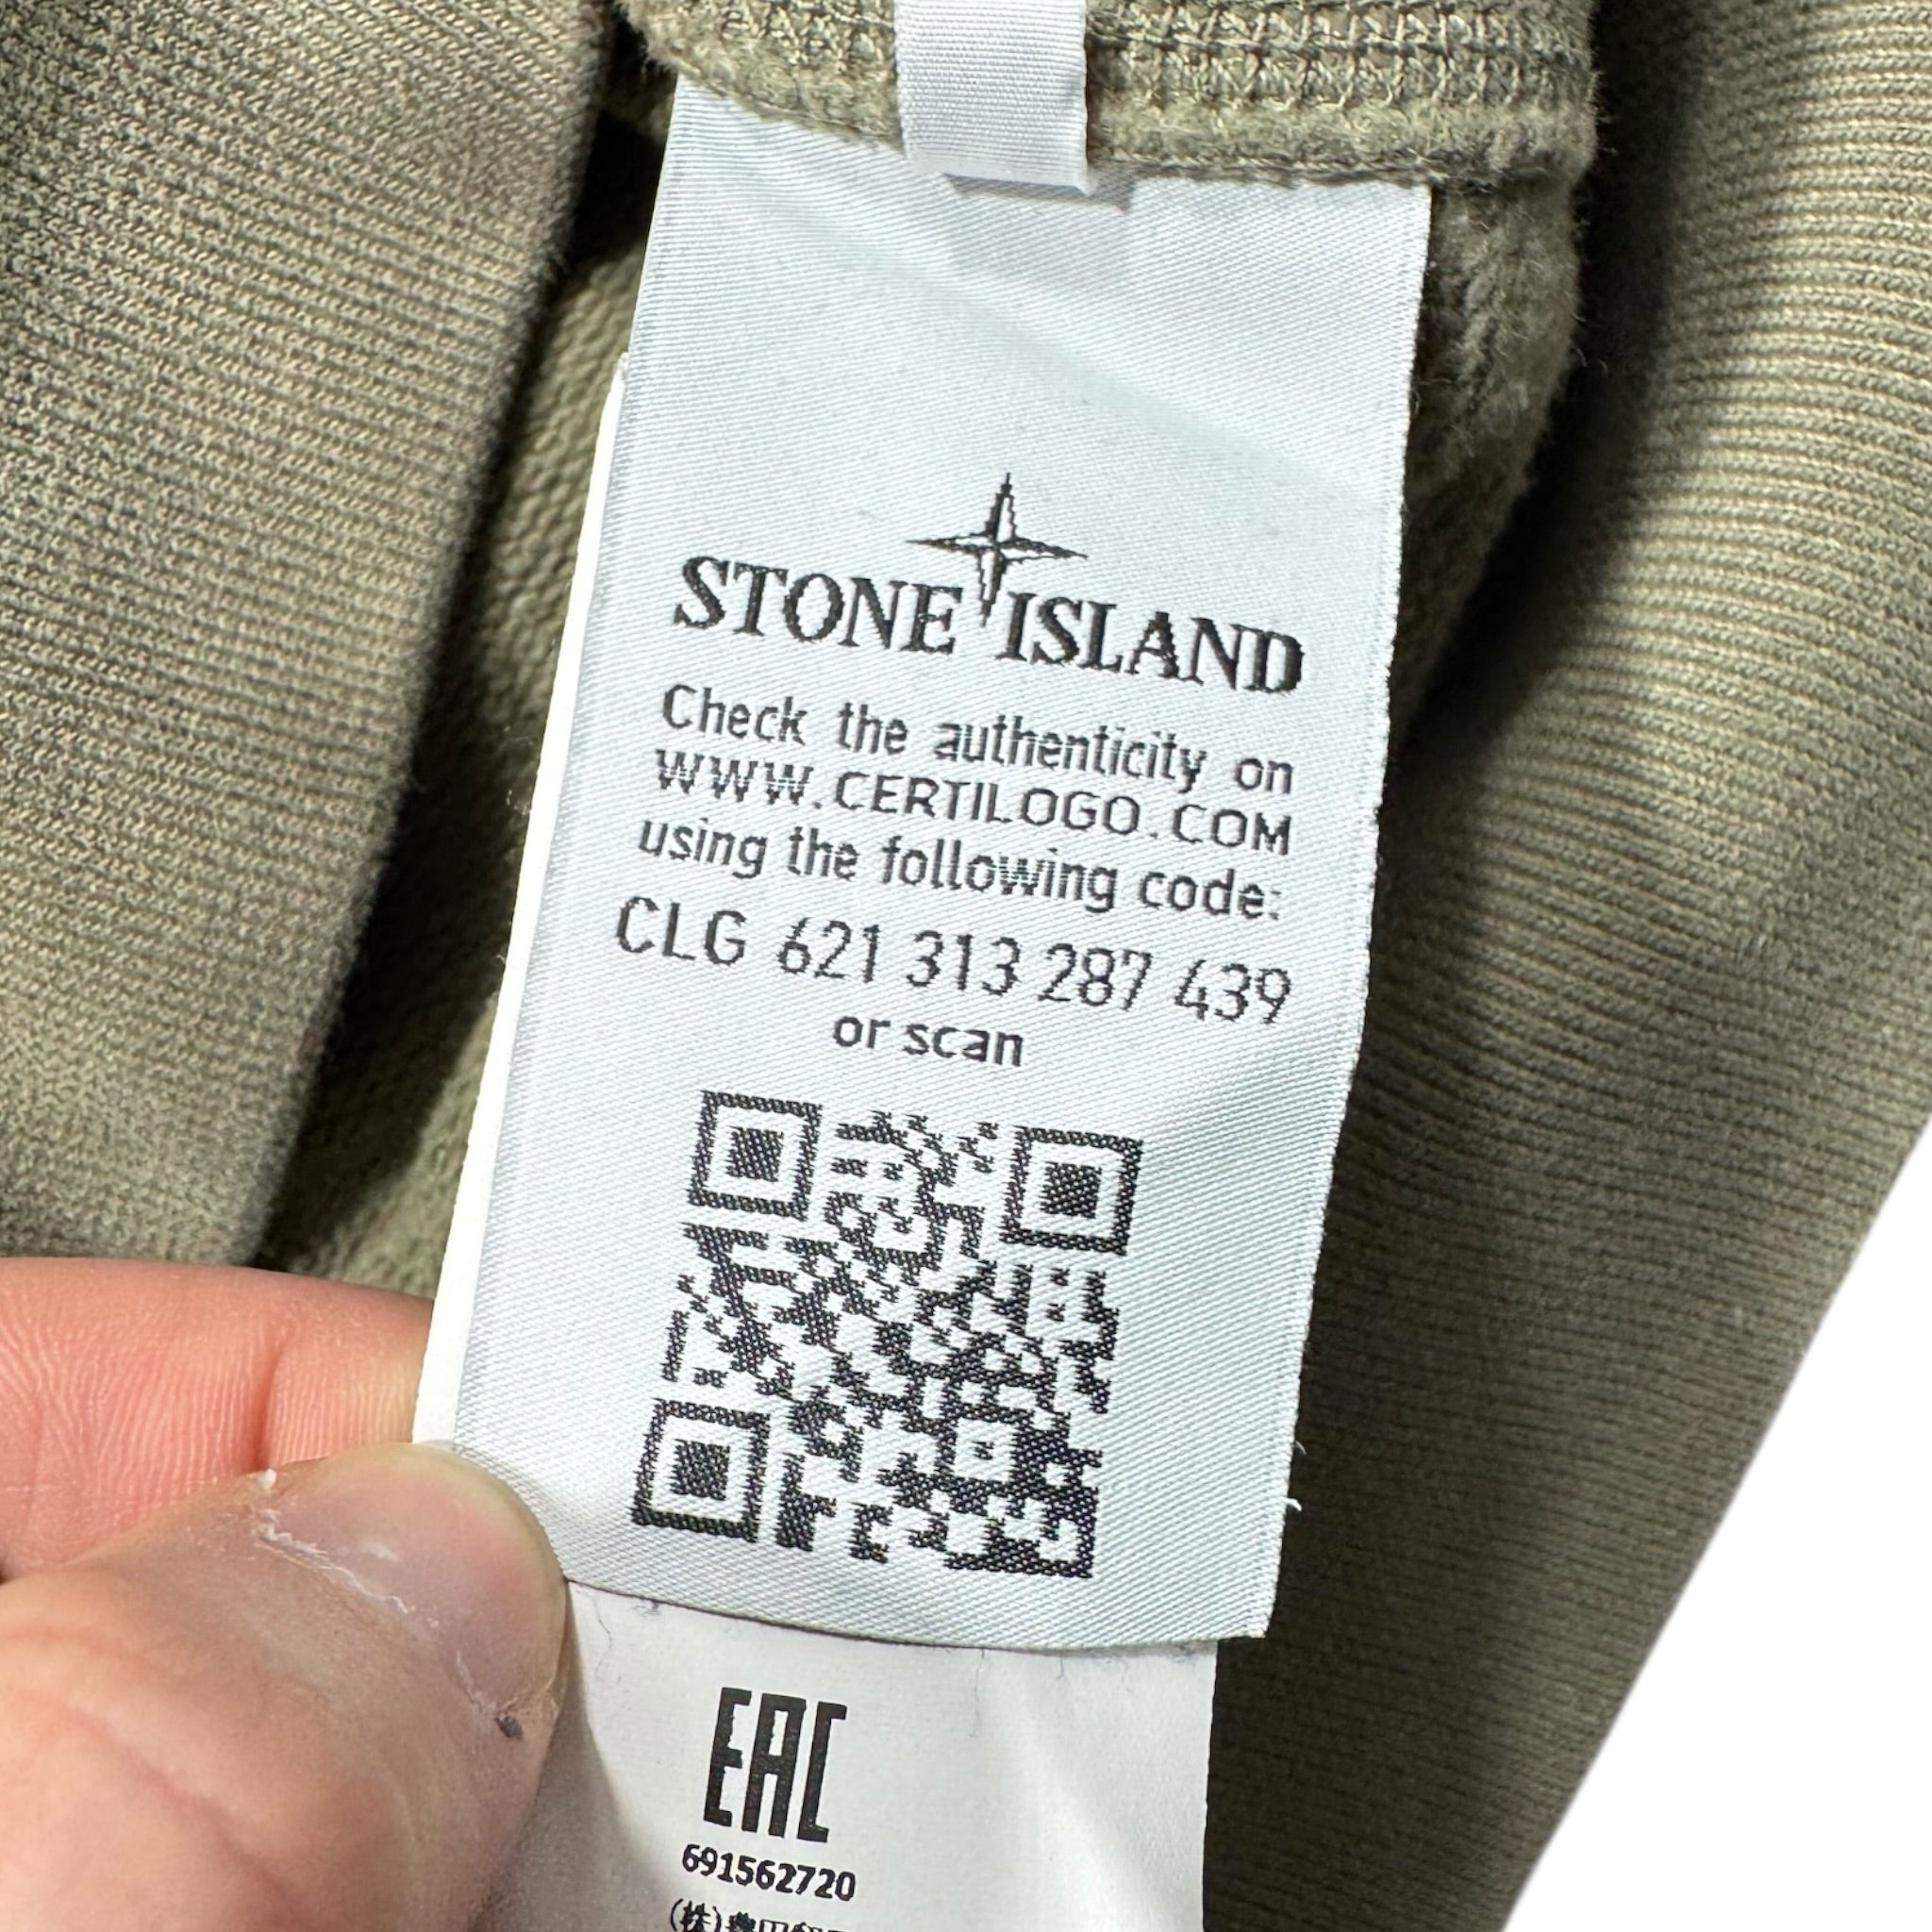 STONE ISLAND
Check the authenticity on
WWW.CERTILOGO.COM
using the following code:
CLG 621 313 287 439
or scan
EAC
691562720
(株)